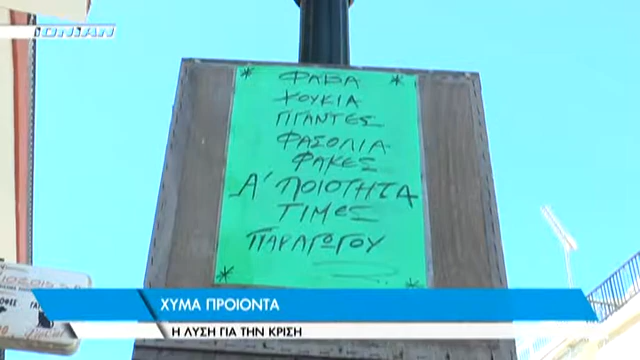 IONIAN
ΦΑΒΑ
ΧΟΥΚΙΑ
ΓΙΓΑΝΤΕΣ
ΦΑΣΟΛΙΑ
ΦΑΚΕΣ
Α' ΠΟΙΟΤΗΤΑ
ΤΙΜΕΣ
ΠΑΡΑΓΩΓΟΥ
ΧΥΜΑ ΠΡΟΙΟΝΤΑ
Η ΛΥΣΗ ΓΙΑ ΤΗΝ ΚΡΙΣΗ